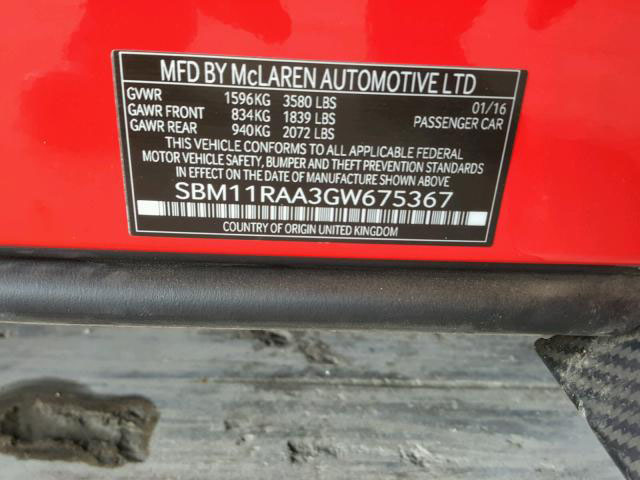 MFD BY McLAREN AUTOMOTIVE LTD
GVWR 1596KG 3580 LBS 01/16
GAWR FRONT 834KG 1839 LBS PASSENGER CAR
GAWR REAR 940KG 2072 LBS
THIS VEHICLE CONFORMS TO ALL APPLICABLE FEDERAL
MOTOR VEHICLE SAFETY, BUMPER AND THEFT PREVENTION STANDARDS
IN EFFECT ON THE DATE OF MANUFACTURE SHOWN ABOVE
SBM11RAA3GW675367
COUNTRY OF ORIGIN UNITED KINGDOM